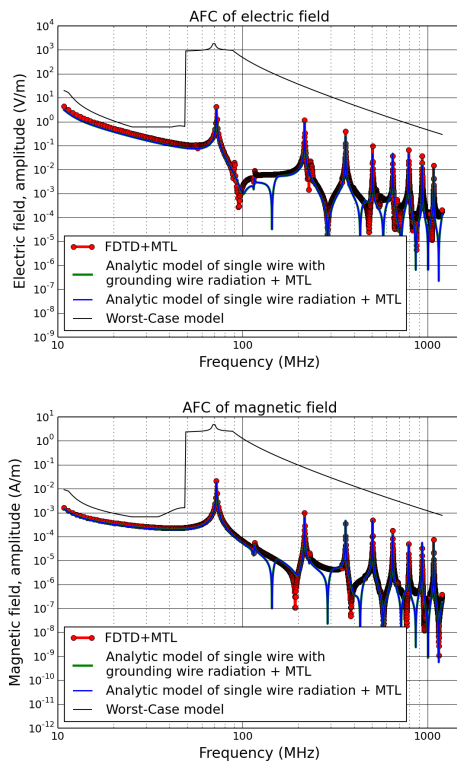 AFC of electric field
Electric field, amplitude (V/m)
10^4
10^3
10^2
10^1
10^0
10^-1
10^-2
10^-3
10^-4
10^-5
10^-6
10^-7
10^-8
10^-9
FDTD+MTL
Analytic model of single wire with
grounding wire radiation + MTL
Analytic model of single wire radiation + MTL
Worst-Case model
10 100 1000
Frequency (MHz)
AFC of magnetic field
Magnetic field, amplitude (A/m)
10^1
10^0
10^-1
10^-2
10^-3
10^-4
10^-5
10^-6
10^-7
10^-8
10^-9
10^-10
10^-11
10^-12
FDTD+MTL
Analytic model of single wire with
grounding wire radiation + MTL
Analytic model of single wire radiation + MTL
Worst-Case model
10 100 1000
Frequency (MHz)